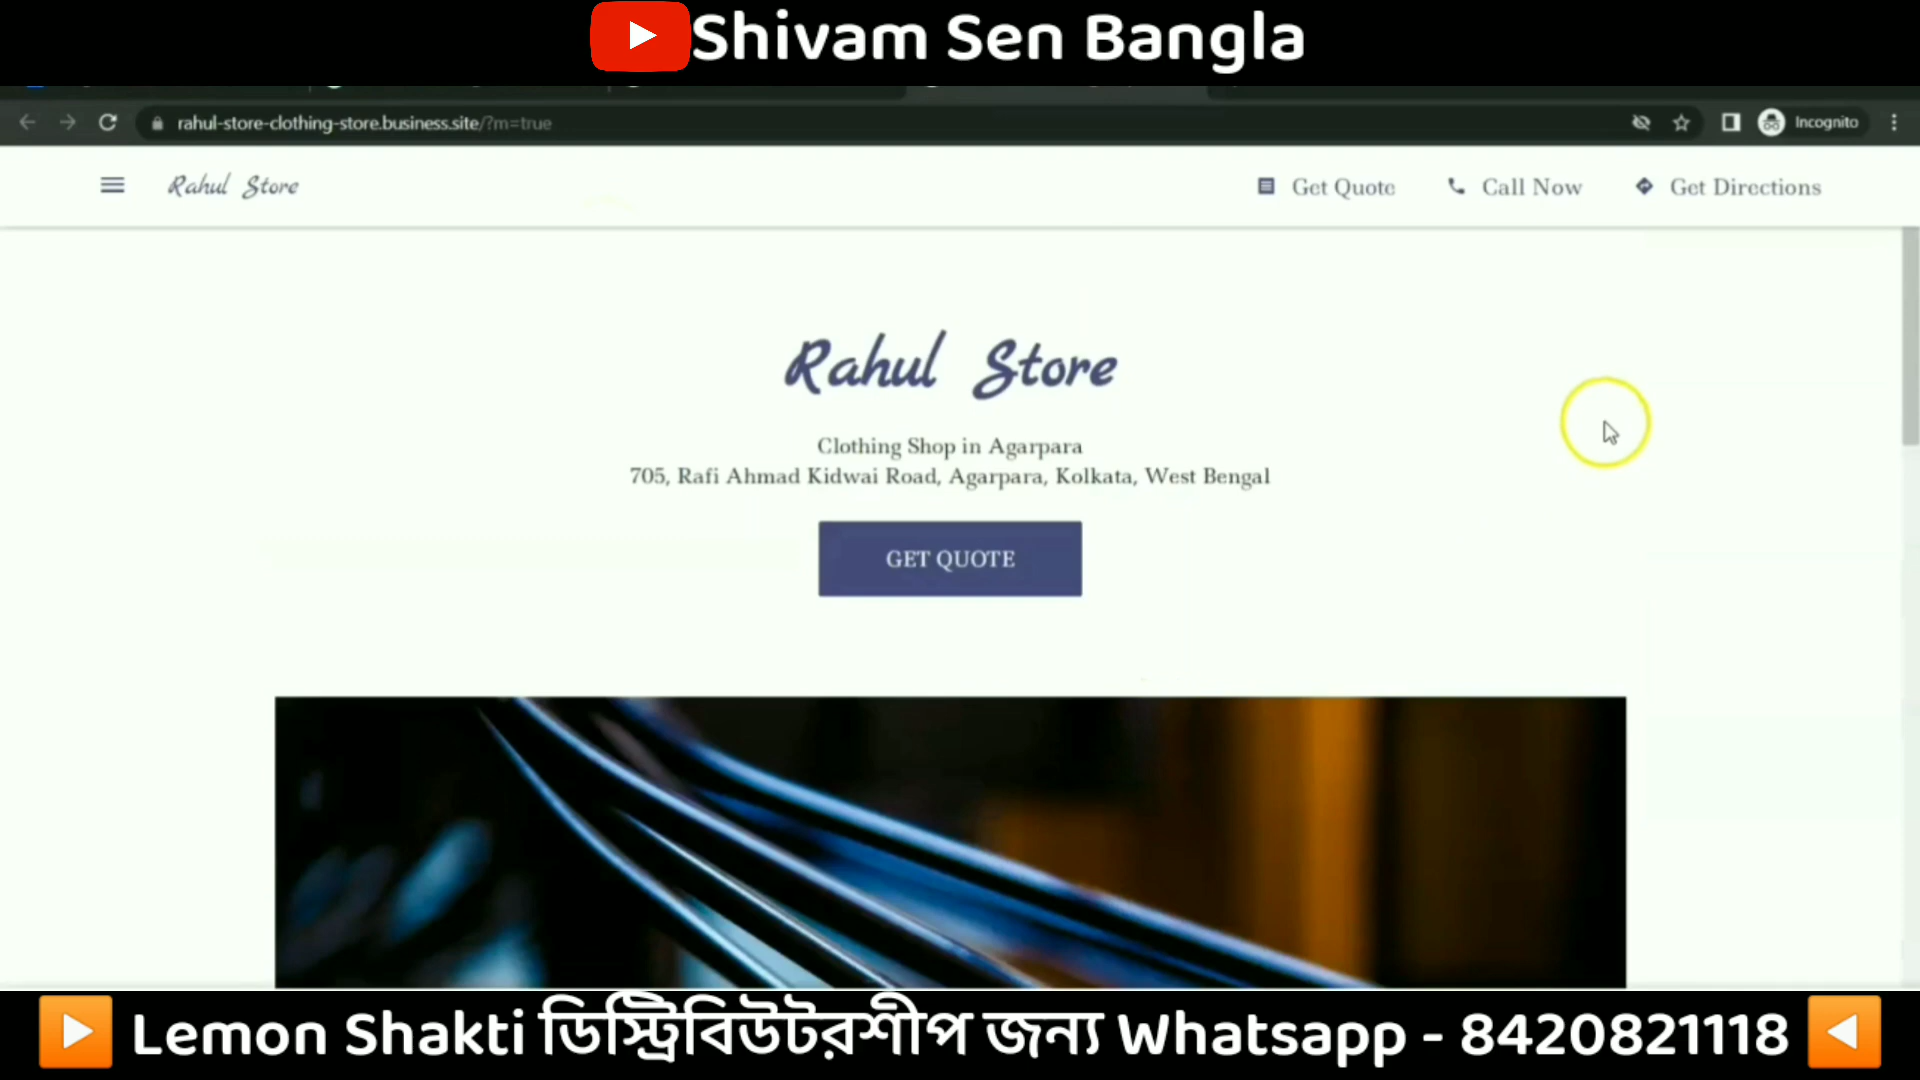 Shivam Sen Bangla
rahul-store-clothing-store.business.site/?m=true
Incognito
Rahul Store
Get Quote
Call Now
Get Directions
Rahul Store
Clothing Shop in Agarpara
705, Rafi Ahmad Kidwai Road, Agarpara, Kolkata, West Bengal
GET QUOTE
Lemon Shakti ডিস্ট্রিবিউটরশীপ জন্য Whatsapp - 8420821118